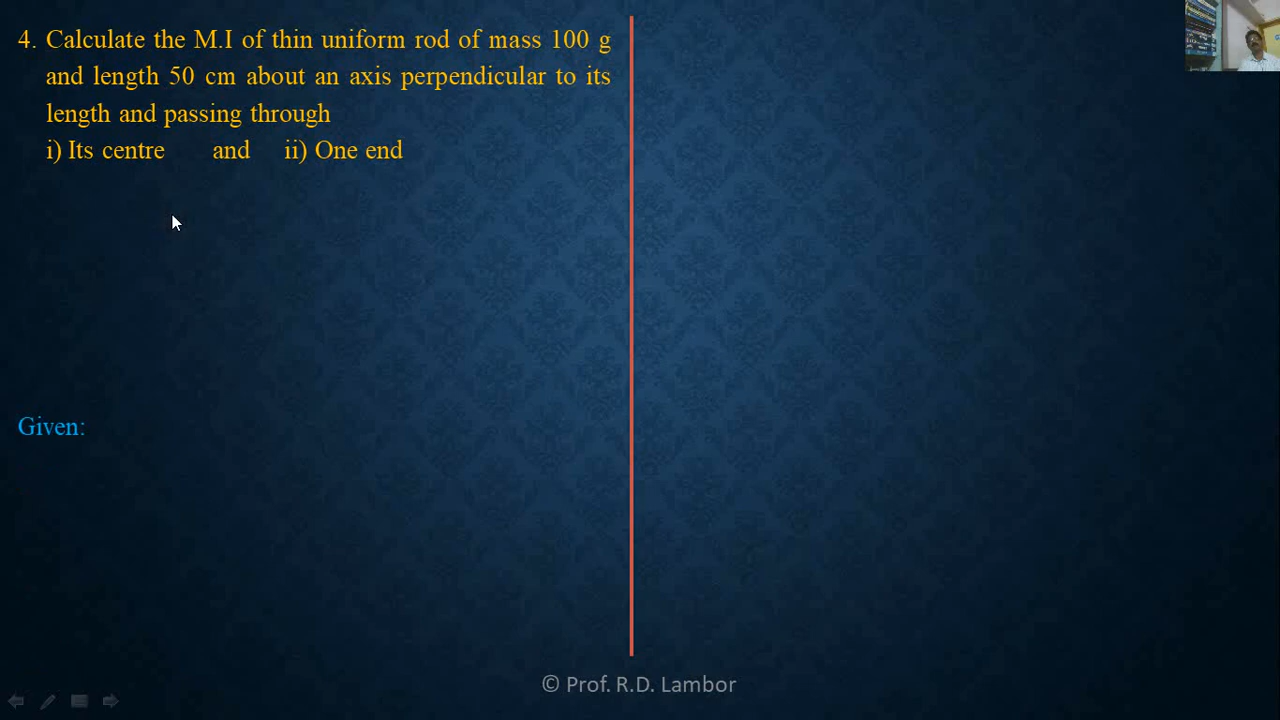 4. Calculate the M.I of thin uniform rod of mass 100 g
and length 50 cm about an axis perpendicular to its
length and passing through
i) Its centre and ii) One end
Given:
© Prof. R.D. Lambor